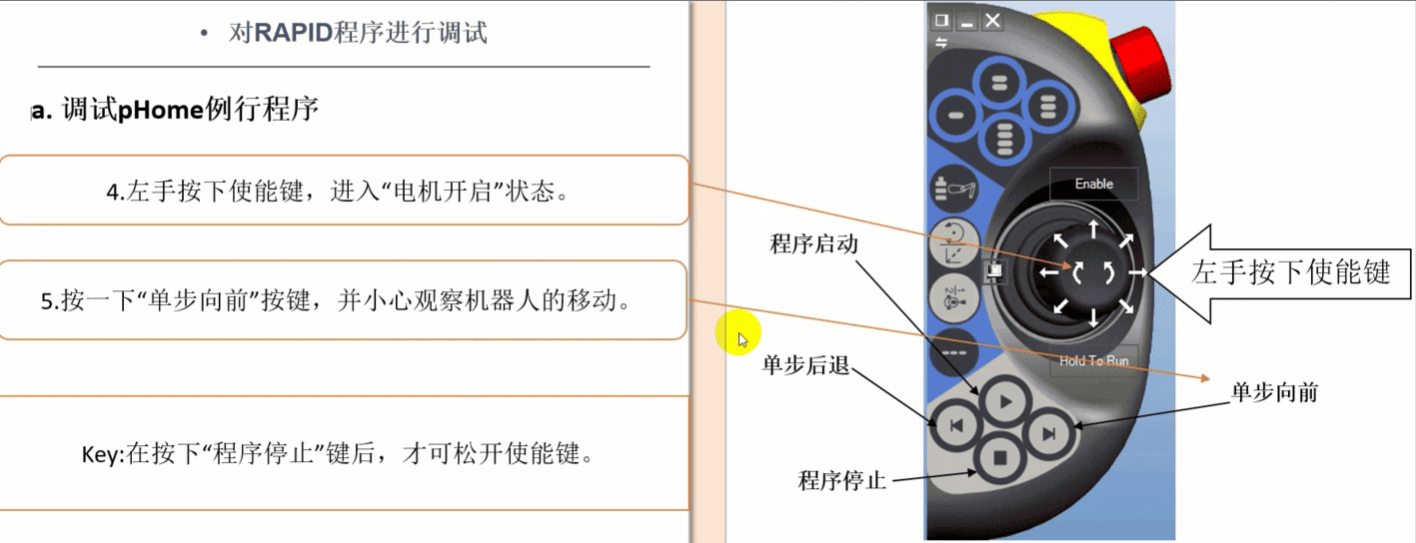 • 对RAPID程序进行调试
a. 调试pHome例行程序
4.左手按下使能键，进入“电机开启”状态。
5.按一下“单步向前”按键，并小心观察机器人的移动。
Key:在按下“程序停止”键后，才可松开使能键。
Enable
程序启动
左手按下使能键
单步后退
Hold To Run
单步向前
程序停止